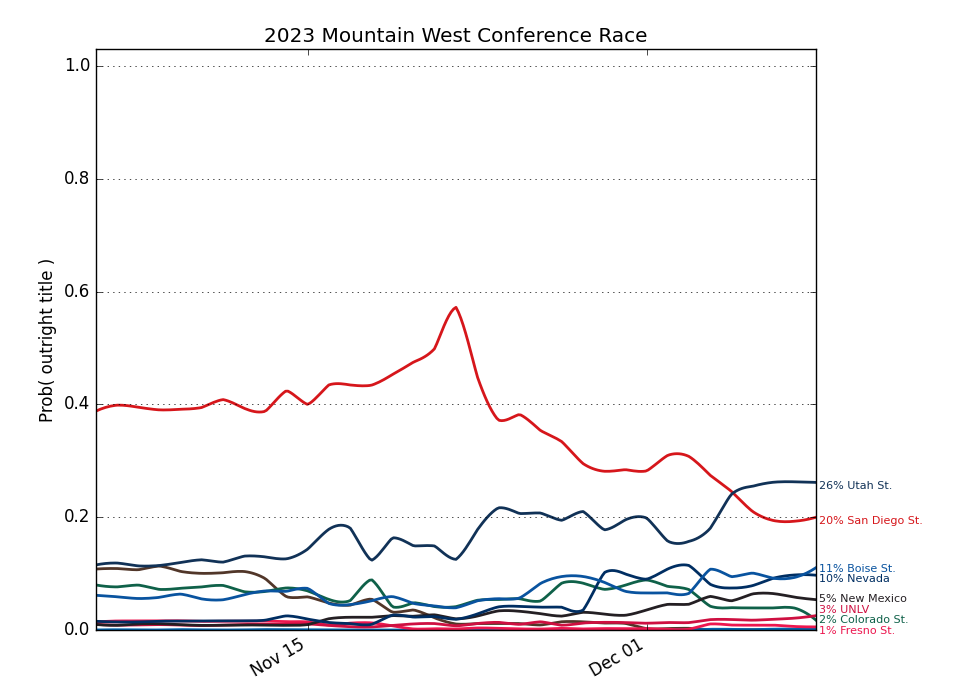 2023 Mountain West Conference Race
Prob( outright title )
1.0
0.8
0.6
0.4
0.2
0.0
Nov 15
Dec 01
26% Utah St.
20% San Diego St.
11% Boise St.
10% Nevada
5% New Mexico
3% UNLV
2% Colorado St.
1% Fresno St.